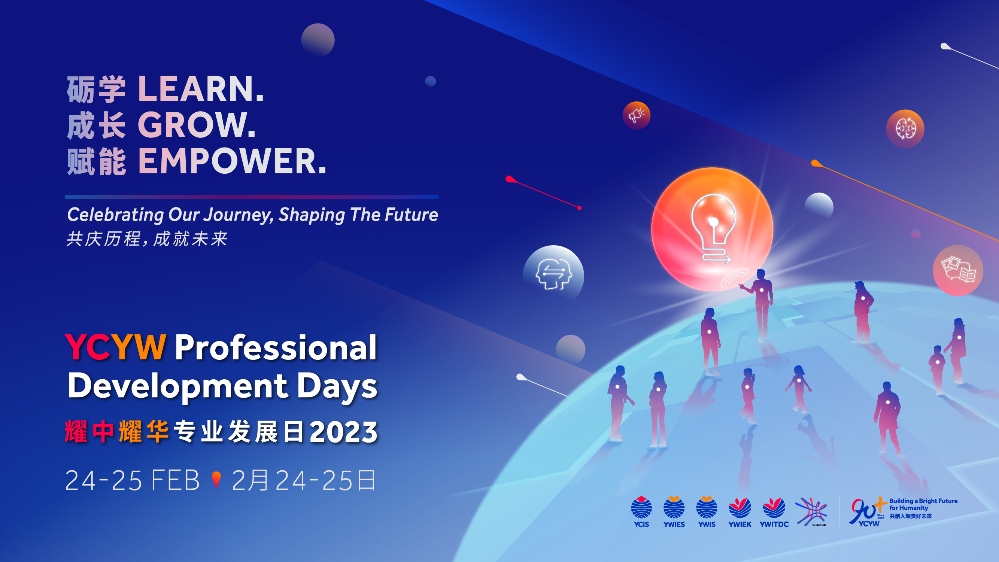 砺学 LEARN.
成长 GROW.
赋能 EMPOWER.
Celebrating Our Journey, Shaping The Future
共庆历程，成就未来
YCYW Professional
Development Days
耀中耀华专业发展日2023
24-25 FEB 2月24-25日
YCIS YWIES YWIS YWIEK YWITDC YCCECE
90+ Since 1932 YCYW
Building a Bright Future
for Humanity
共創人類美好未來